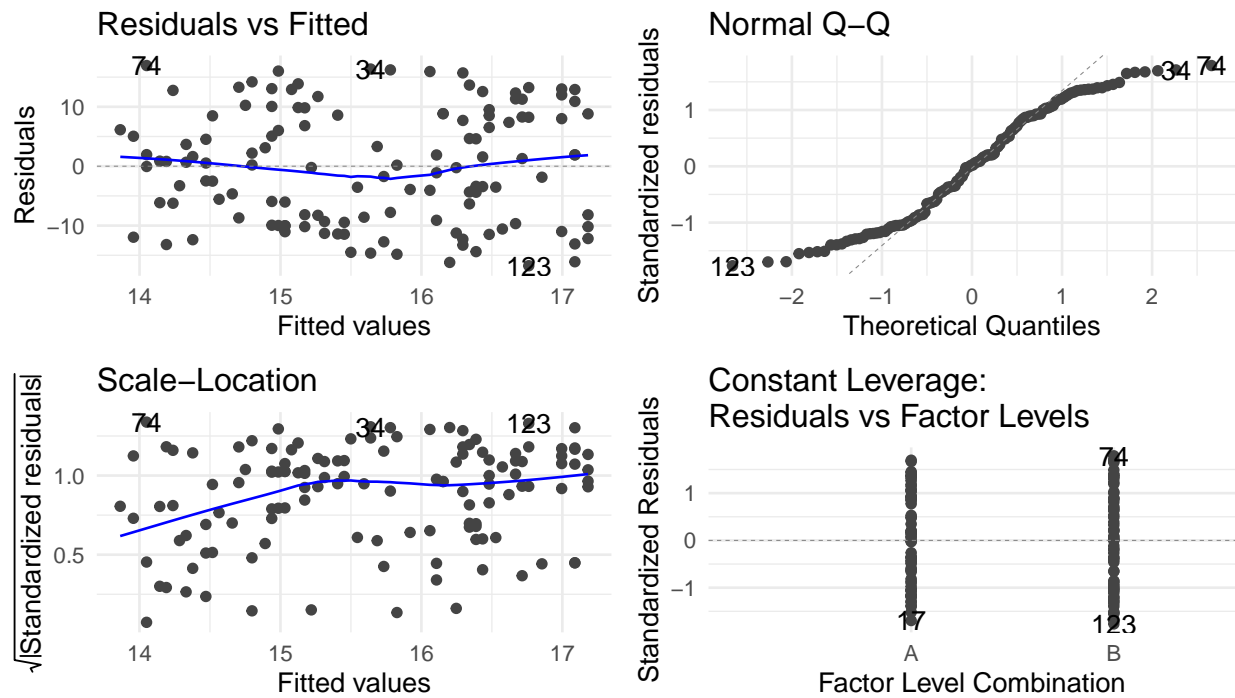 Residuals vs Fitted
74
34
123
10
0
−10
Residuals
14 15 16 17
Fitted values
Normal Q−Q
34 74
123
1
0
−1
Standardized residuals
−2 −1 0 1 2
Theoretical Quantiles
Scale−Location
74
34
123
1.0
0.5
√|Standardized residuals|
14 15 16 17
Fitted values
Constant Leverage:
Residuals vs Factor Levels
74
17
123
1
0
−1
Standardized Residuals
A B
Factor Level Combination